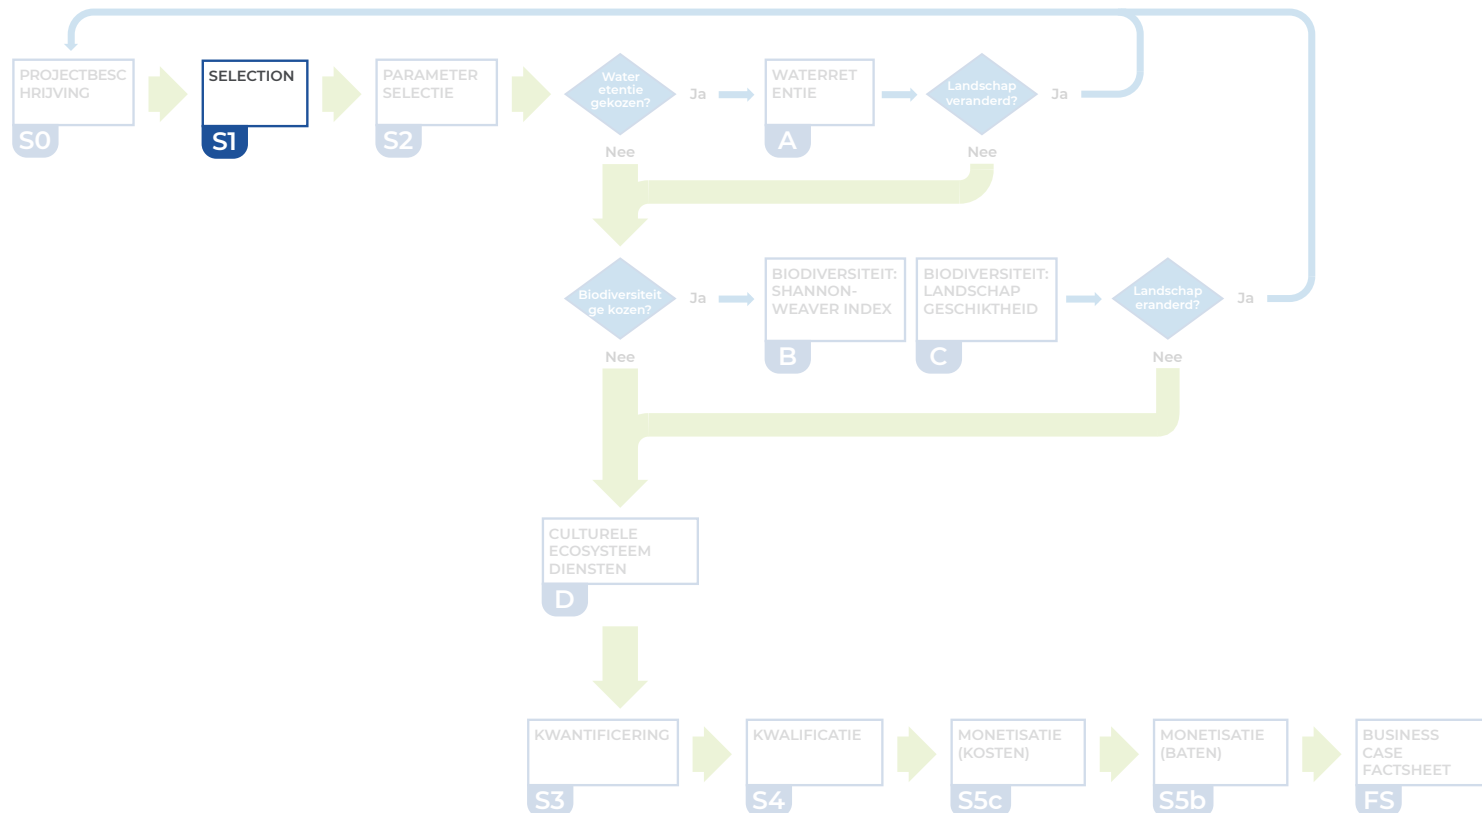 PROJECTBESC
HRIJVING
S0
SELECTION
S1
PARAMETER
SELECTIE
S2
Water
etentie
gekozen?
Ja
Nee
WATERRET
ENTIE
A
Landschap
veranderd?
Ja
Nee
Biodiversiteit
ge kozen?
Ja
Nee
BIODIVERSITEIT:
SHANNON-
WEAVER INDEX
B
BIODIVERSITEIT:
LANDSCHAP
GESCHIKTHEID
C
Landschap
eranderd?
Ja
Nee
CULTURELE
ECOSYSTEEM
DIENSTEN
D
KWANTIFICERING
S3
KWALIFICATIE
S4
MONETISATIE
(KOSTEN)
S5c
MONETISATIE
(BATEN)
S5b
BUSINESS
CASE
FACTSHEET
FS